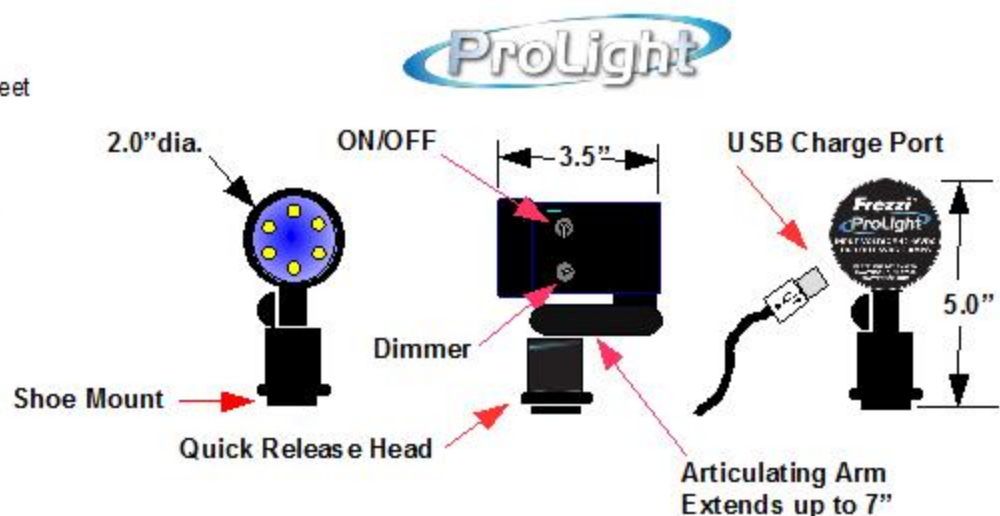 ProLight
eet
2.0”dia.
ON/OFF
3.5”
USB Charge Port
Frezzi
ProLight
5.0”
Dimmer
Shoe Mount
Quick Release Head
Articulating Arm
Extends up to 7”